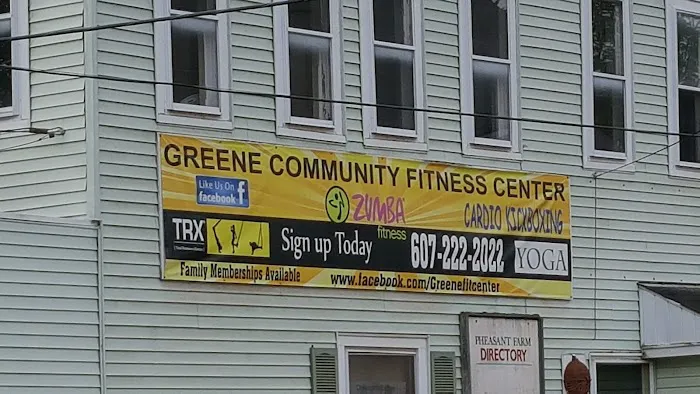 GREENE COMMUNITY FITNESS CENTER
Like Us On
facebook f
ZUMBA
fitness
CARDIO KICKBOXING
TRX
Sign up Today
607-222-2022
YOGA
Family Memberships Available
www.facebook.com/Greenefitcenter
PHEASANT FARM
DIRECTORY